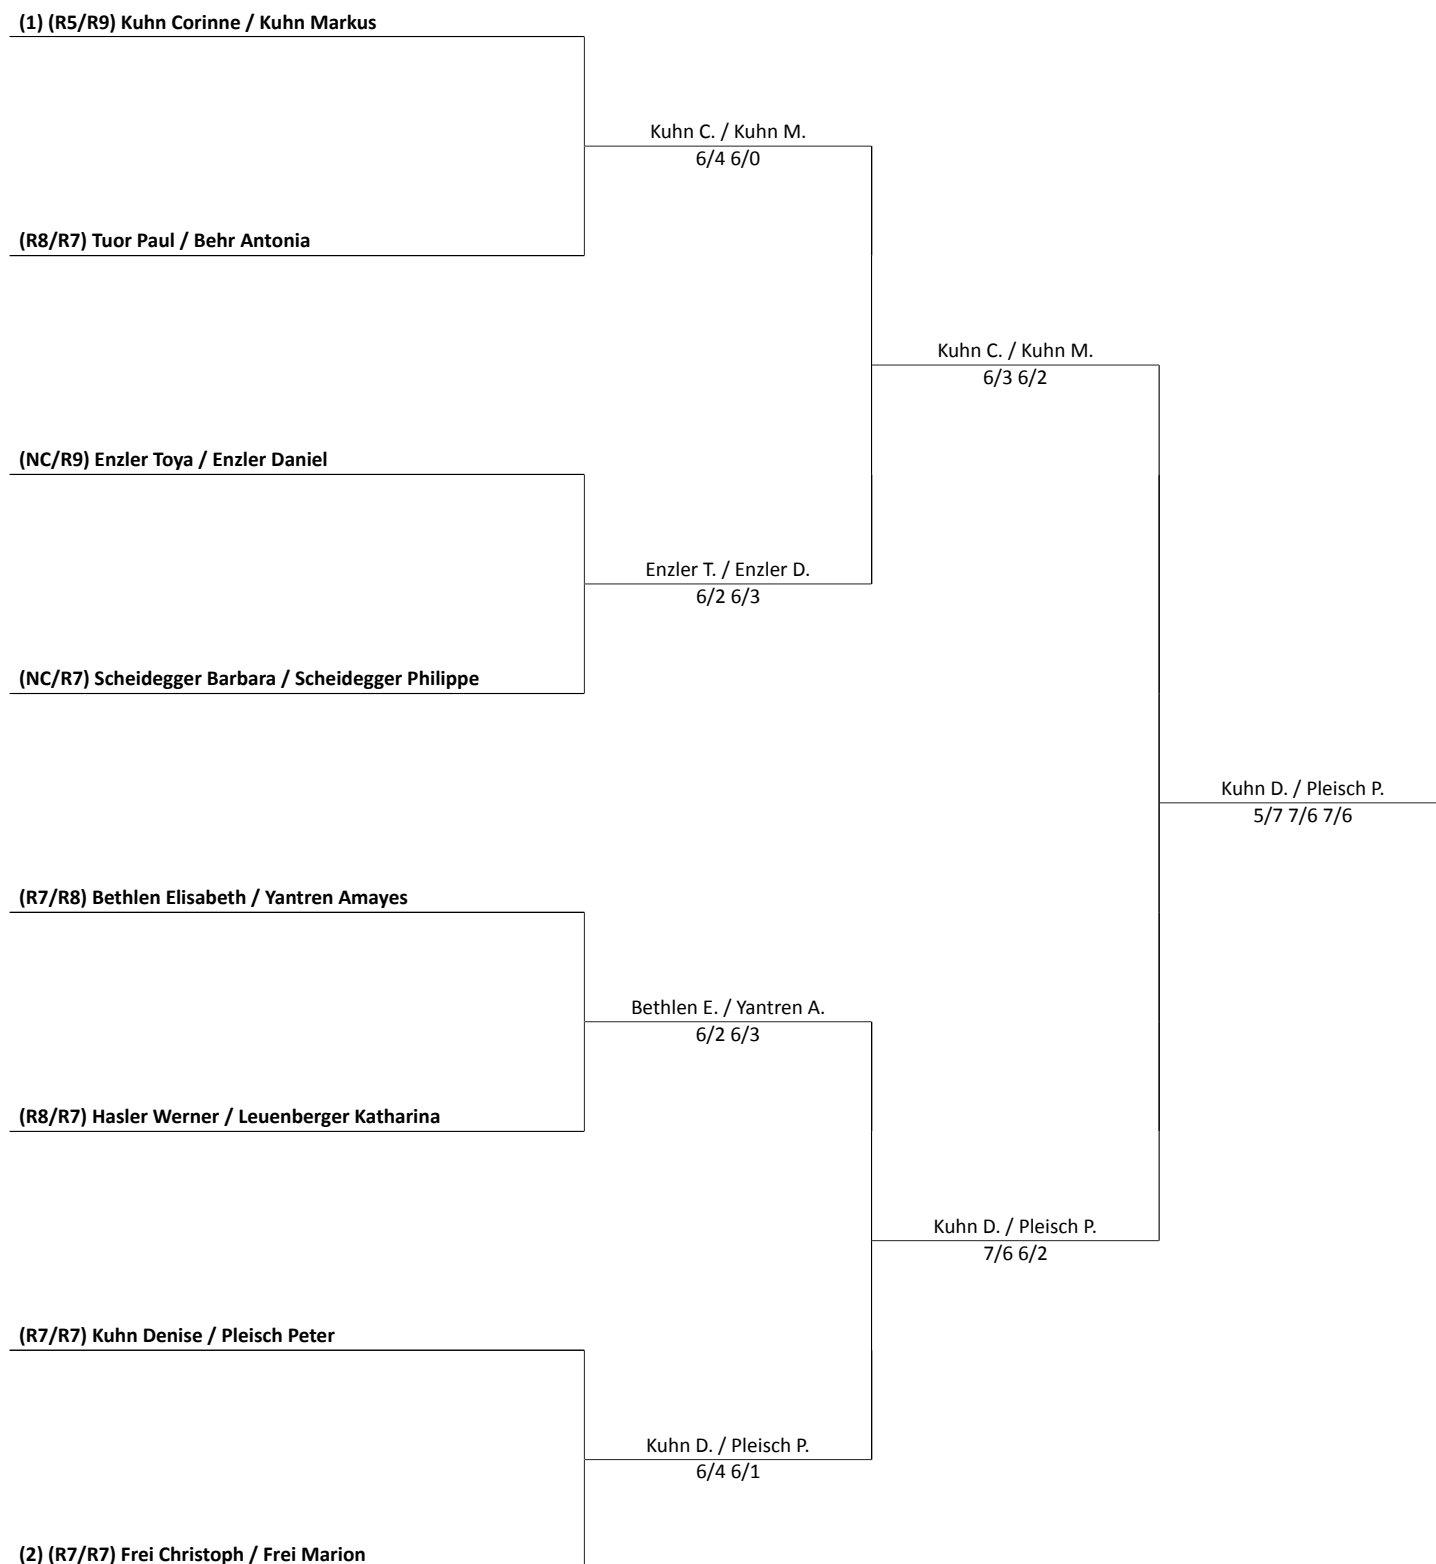 (1) (R5/R9) Kuhn Corinne / Kuhn Markus
Kuhn C. / Kuhn M.
6/4 6/0
(R8/R7) Tuor Paul / Behr Antonia
Kuhn C. / Kuhn M.
6/3 6/2
(NC/R9) Enzler Toya / Enzler Daniel
Enzler T. / Enzler D.
6/2 6/3
(NC/R7) Scheidegger Barbara / Scheidegger Philippe
Kuhn D. / Pleisch P.
5/7 7/6 7/6
(R7/R8) Bethlen Elisabeth / Yantren Amayes
Bethlen E. / Yantren A.
6/2 6/3
(R8/R7) Hasler Werner / Leuenberger Katharina
Kuhn D. / Pleisch P.
7/6 6/2
(R7/R7) Kuhn Denise / Pleisch Peter
Kuhn D. / Pleisch P.
6/4 6/1
(2) (R7/R7) Frei Christoph / Frei Marion